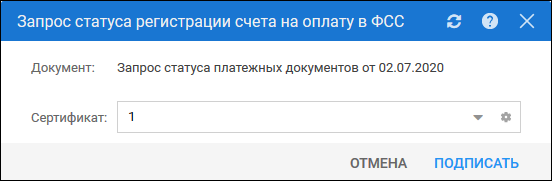 Запрос статуса регистрации счета на оплату в ФСС
Документ: Запрос статуса платежных документов от 02.07.2020
Сертификат: 1
ОТМЕНА ПОДПИСАТЬ